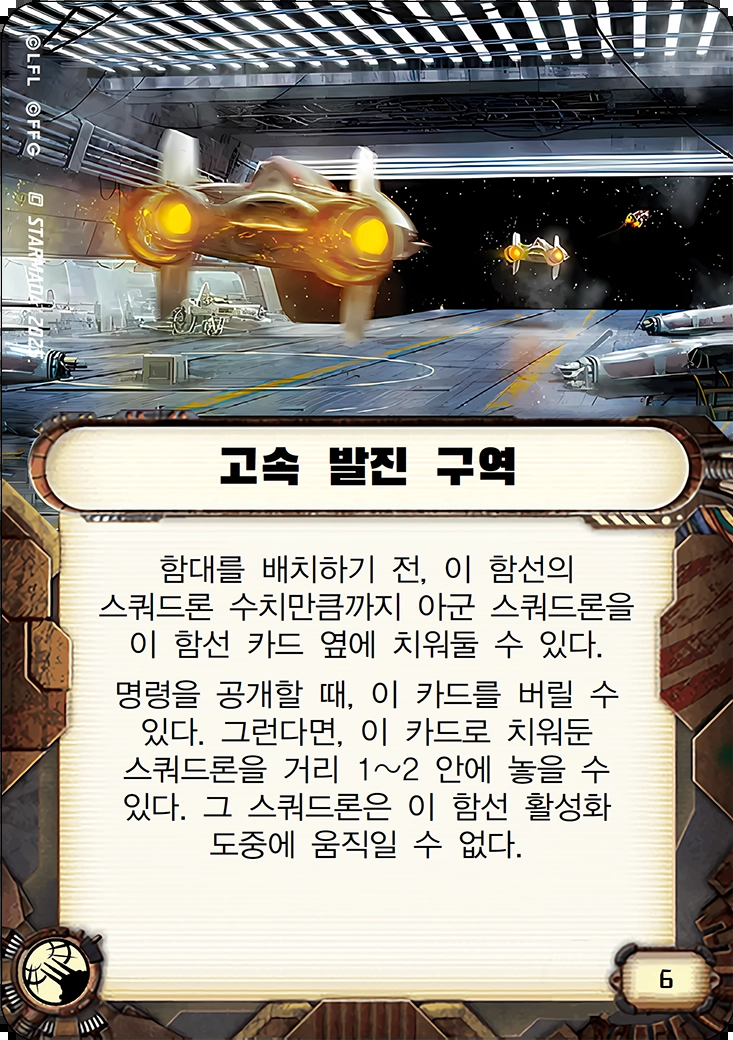 ©LFL ©FFG
고속 발진 구역
함대를 배치하기 전, 이 함선의
스쿼드론 수치만큼까지 아군 스쿼드론을
이 함선 카드 옆에 치워둘 수 있다.
명령을 공개할 때, 이 카드를 버릴 수
있다. 그런다면, 이 카드로 치워둔
스쿼드론을 거리 1~2 안에 놓을 수
있다. 그 스쿼드론은 이 함선 활성화
도중에 움직일 수 없다.
6